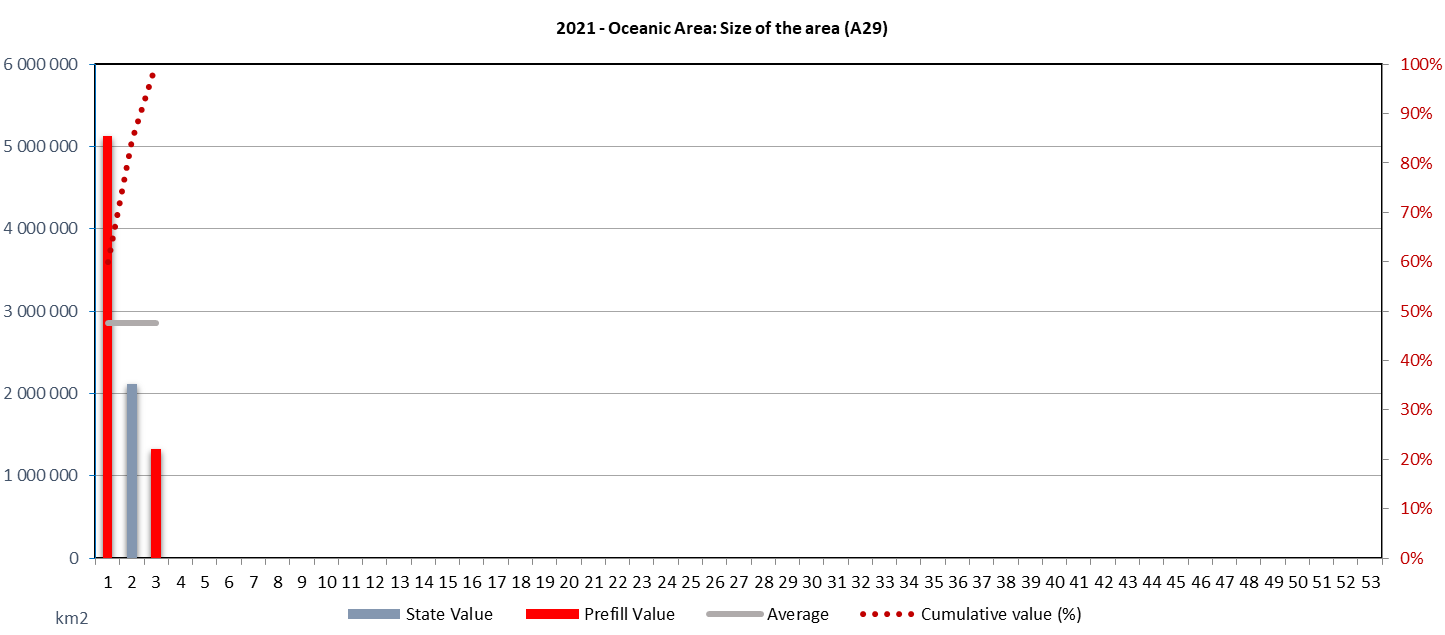 2021 - Oceanic Area: Size of the area (A29)
6 000 000 100%
90%
5 000 000
80%
70%
4 000 000
60%
3 000 000 50%
40%
2 000 000
30%
20%
1 000 000
10%
0 0%
1 2 3 4 5 6 7 8 9 10 11 12 13 14 15 16 17 18 19 20 21 22 23 24 25 26 27 28 29 30 31 32 33 34 35 36 37 38 39 40 41 42 43 44 45 46 47 48 49 50 51 52 53
km2 State Value Prefill Value Average Cumulative value (%)